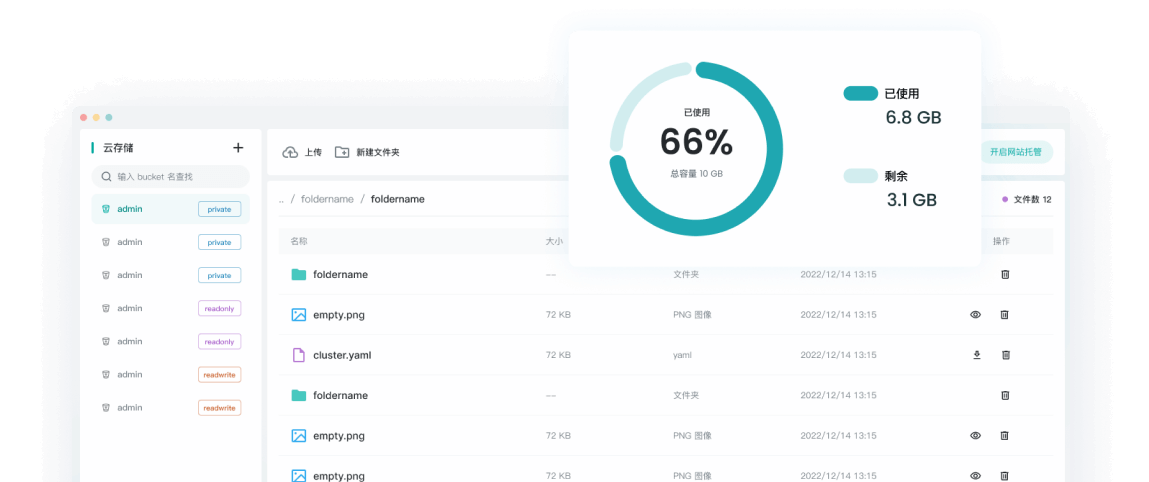 已使用
66%
总容量 10 GB
已使用
6.8 GB
剩余
3.1 GB
云存储
输入 bucket 名查找
admin private
admin private
admin private
admin readonly
admin readonly
admin readwrite
admin readwrite
上传 新建文件夹 开启网站托管
.. / foldername / foldername 文件数 12
名称 大小 操作
foldername -- 文件夹 2022/12/14 13:15
empty.png 72 KB PNG 图像 2022/12/14 13:15
cluster.yaml 72 KB yaml 2022/12/14 13:15
foldername -- 文件夹 2022/12/14 13:15
empty.png 72 KB PNG 图像 2022/12/14 13:15
empty.png 72 KB PNG 图像 2022/12/14 13:15